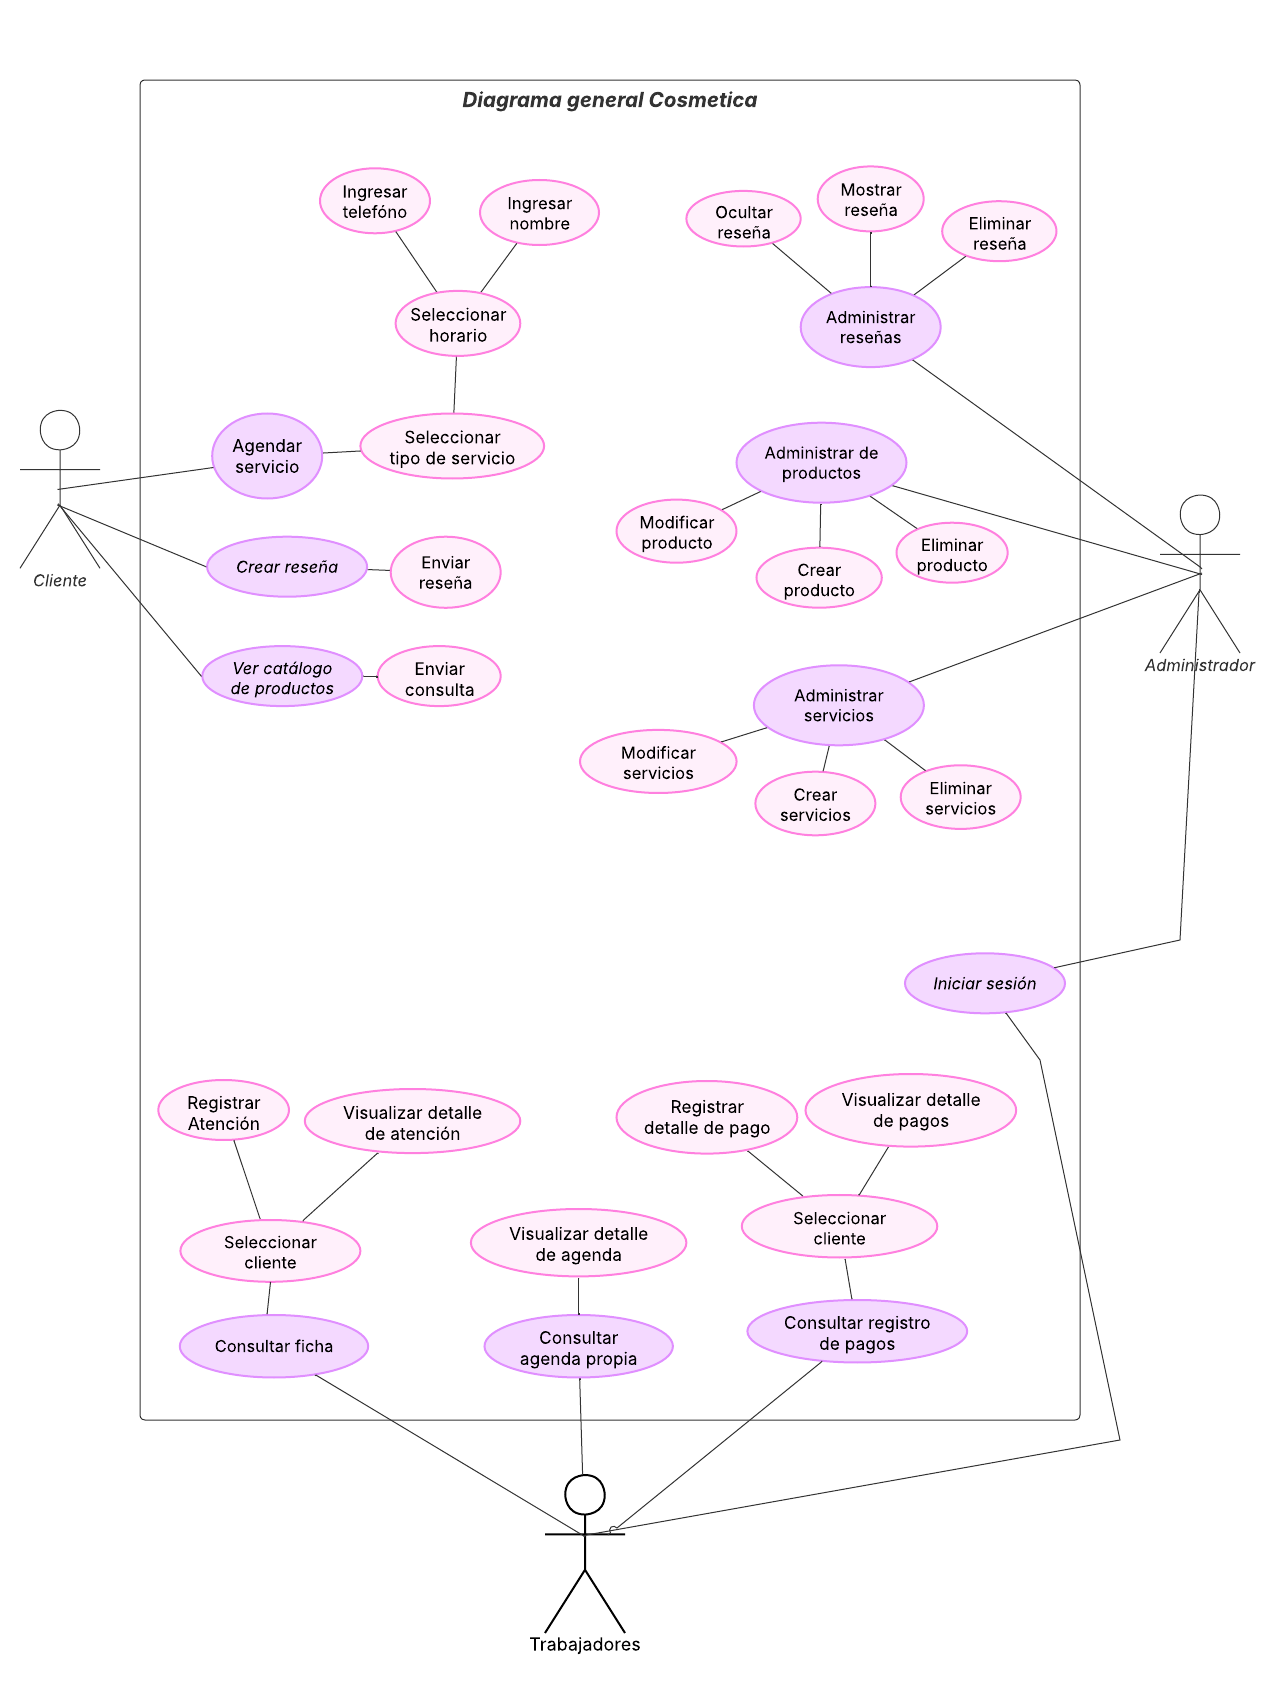 Diagrama general Cosmetica
Ingresar
telefóno
Ingresar
nombre
Ocultar
reseña
Mostrar
reseña
Eliminar
reseña
Seleccionar
horario
Administrar
reseñas
Agendar
servicio
Seleccionar
tipo de servicio
Administrar de
productos
Modificar
producto
Crear
producto
Eliminar
producto
Crear reseña
Enviar
reseña
Cliente
Ver catálogo
de productos
Enviar
consulta
Administrador
Administrar
servicios
Modificar
servicios
Crear
servicios
Eliminar
servicios
Iniciar sesión
Registrar
Atención
Visualizar detalle
de atención
Registrar
detalle de pago
Visualizar detalle
de pagos
Seleccionar
cliente
Visualizar detalle
de agenda
Seleccionar
cliente
Consultar ficha
Consultar
agenda propia
Consultar registro
de pagos
Trabajadores